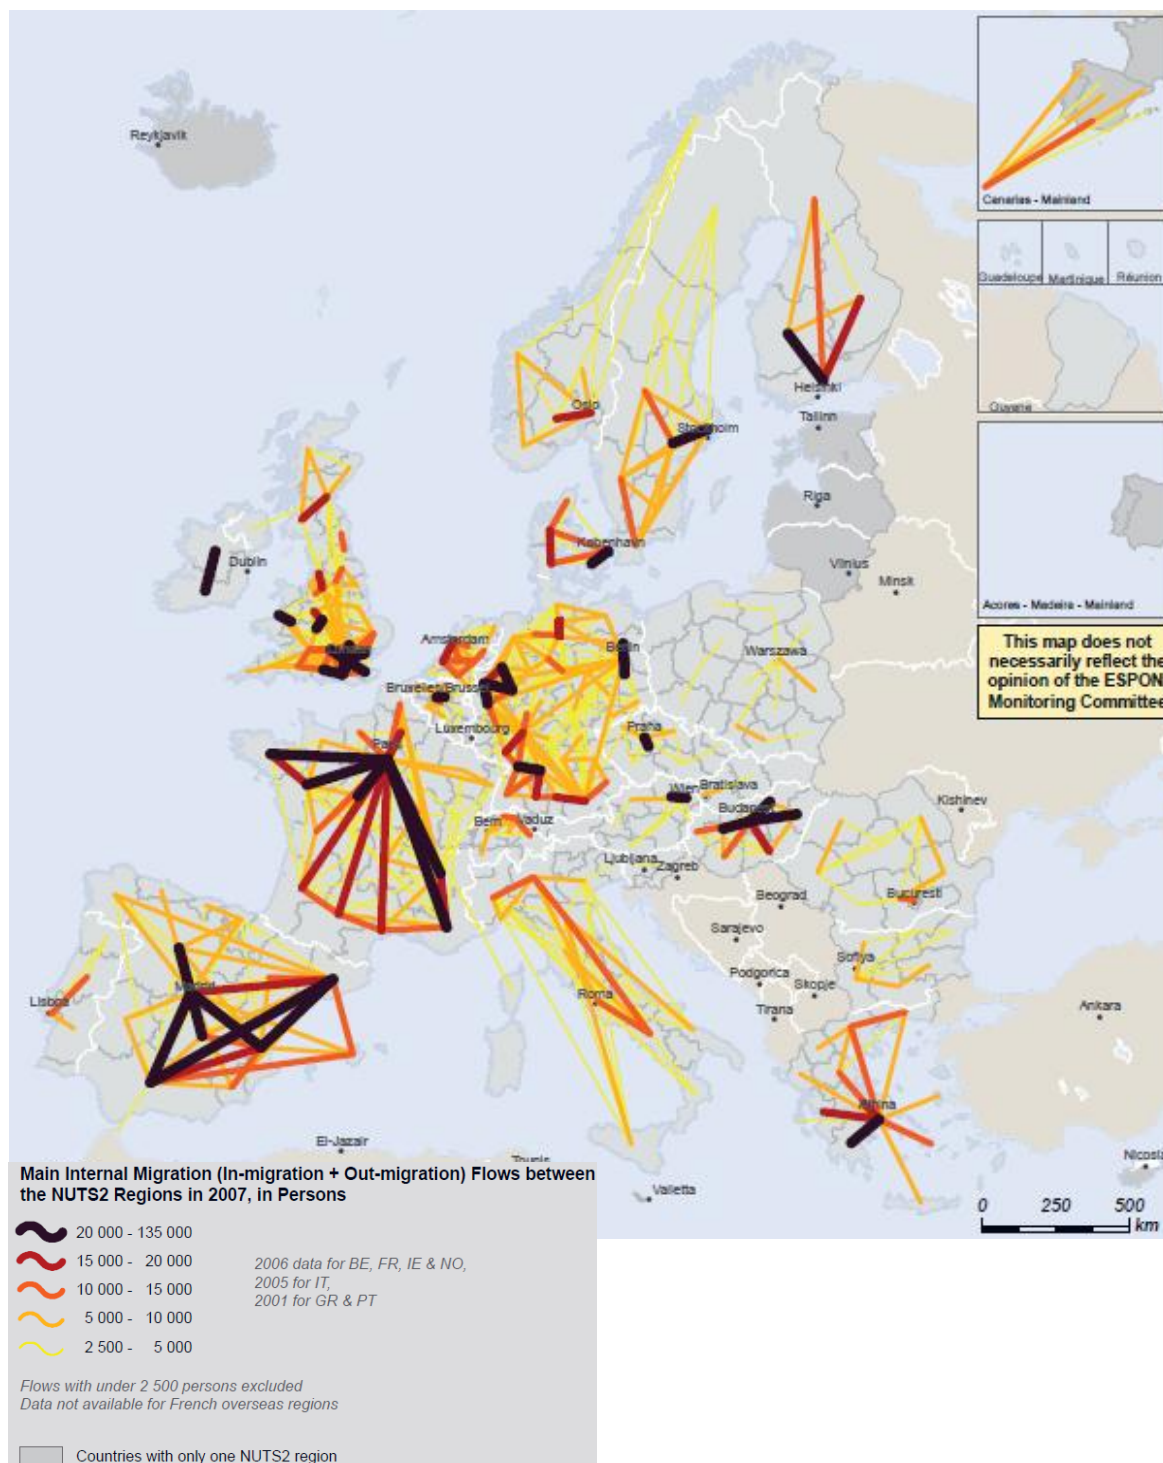 Reykjavik
Canarias - Mainland
Guadeloupe
Martinique
Réunion
Guyane
Helsinki
Tallinn
Oslo
Stockholm
Riga
København
Dublin
Vilnius
Minsk
Acores - Madeira - Mainland
Amsterdam
Berlin
Warszawa
This map does not
necessarily reflect the
opinion of the ESPON
Monitoring Committee
Bruxelles/Brussel
Luxembourg
Praha
Paris
Wien
Bratislava
Budapest
Kishinev
Bern
Vaduz
Ljubljana
Zagreb
Beograd
Bucuresti
Sarajevo
Sofiya
Podgorica
Skopje
Madrid
Lisboa
Roma
Tirana
Ankara
Athina
El-Jazair
Tounis
Nicosia
Valletta
0 250 500
km
Main Internal Migration (In-migration + Out-migration) Flows between
the NUTS2 Regions in 2007, in Persons
20 000 - 135 000
15 000 - 20 000
10 000 - 15 000
5 000 - 10 000
2 500 - 5 000
2006 data for BE, FR, IE & NO,
2005 for IT,
2001 for GR & PT
Flows with under 2 500 persons excluded
Data not available for French overseas regions
Countries with only one NUTS2 region